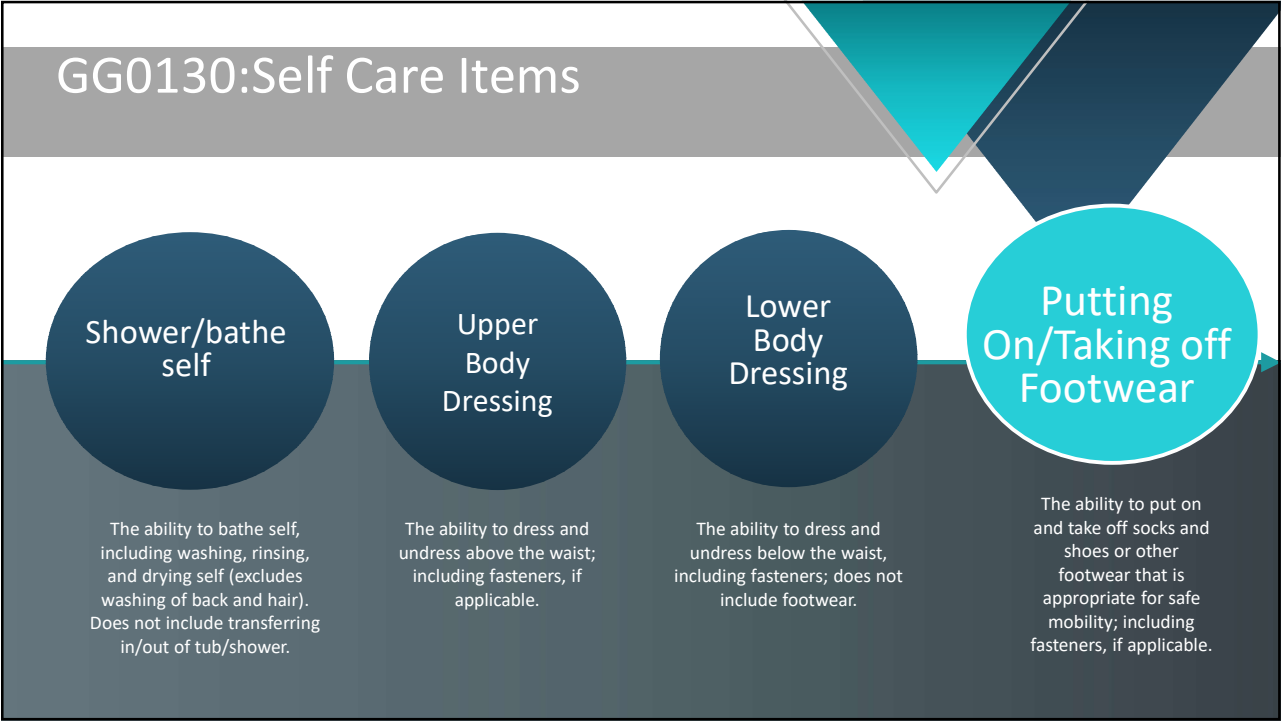 GG0130:Self Care Items
Shower/bathe
self
Upper
Body
Dressing
Lower
Body
Dressing
Putting
On/Taking off
Footwear
The ability to bathe self,
including washing, rinsing,
and drying self (excludes
washing of back and hair).
Does not include transferring
in/out of tub/shower.
The ability to dress and
undress above the waist;
including fasteners, if
applicable.
The ability to dress and
undress below the waist,
including fasteners; does not
include footwear.
The ability to put on
and take off socks and
shoes or other
footwear that is
appropriate for safe
mobility; including
fasteners, if applicable.